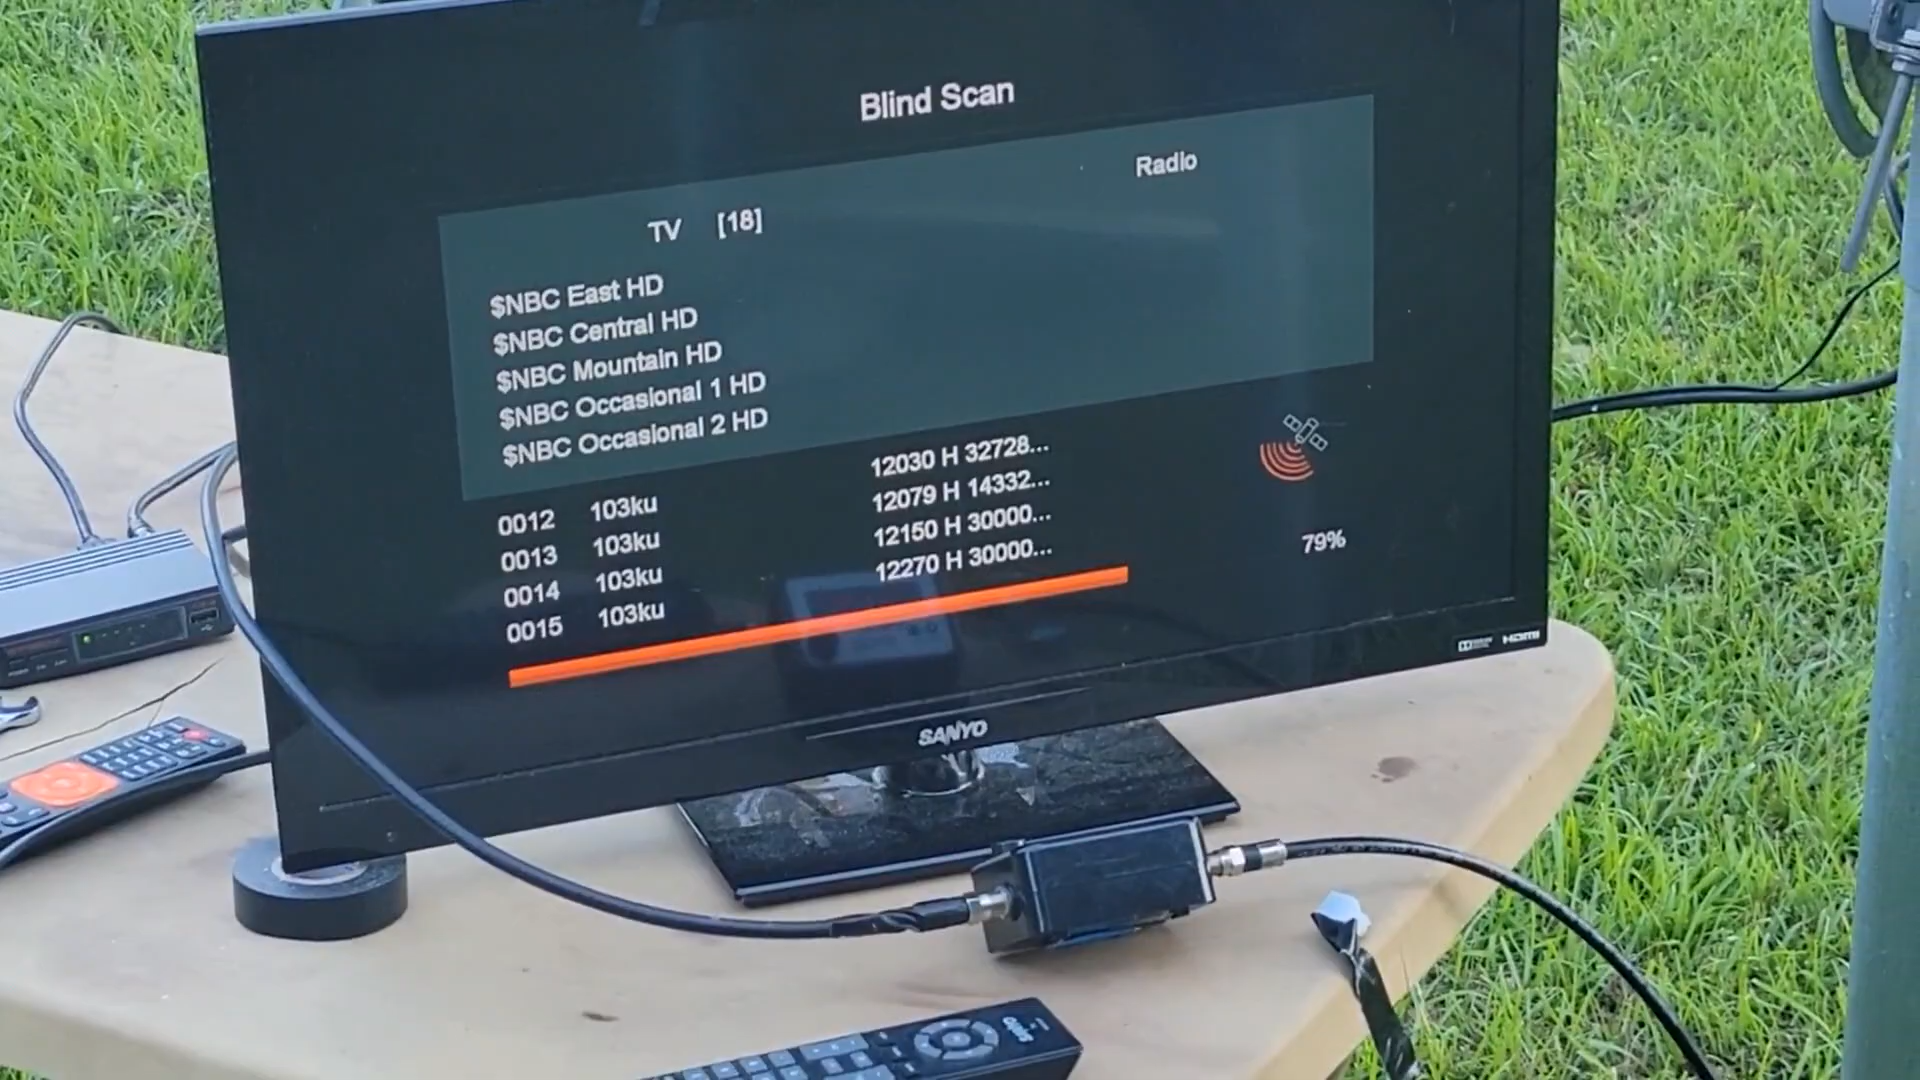 Blind Scan
TV [18]
Radio
$NBC East HD
$NBC Central HD
$NBC Mountain HD
$NBC Occasional 1 HD
$NBC Occasional 2 HD
0012 103ku 12030 H 32728...
0013 103ku 12079 H 14332...
0014 103ku 12150 H 30000...
0015 103ku 12270 H 30000...
79%
HDMI
SANYO